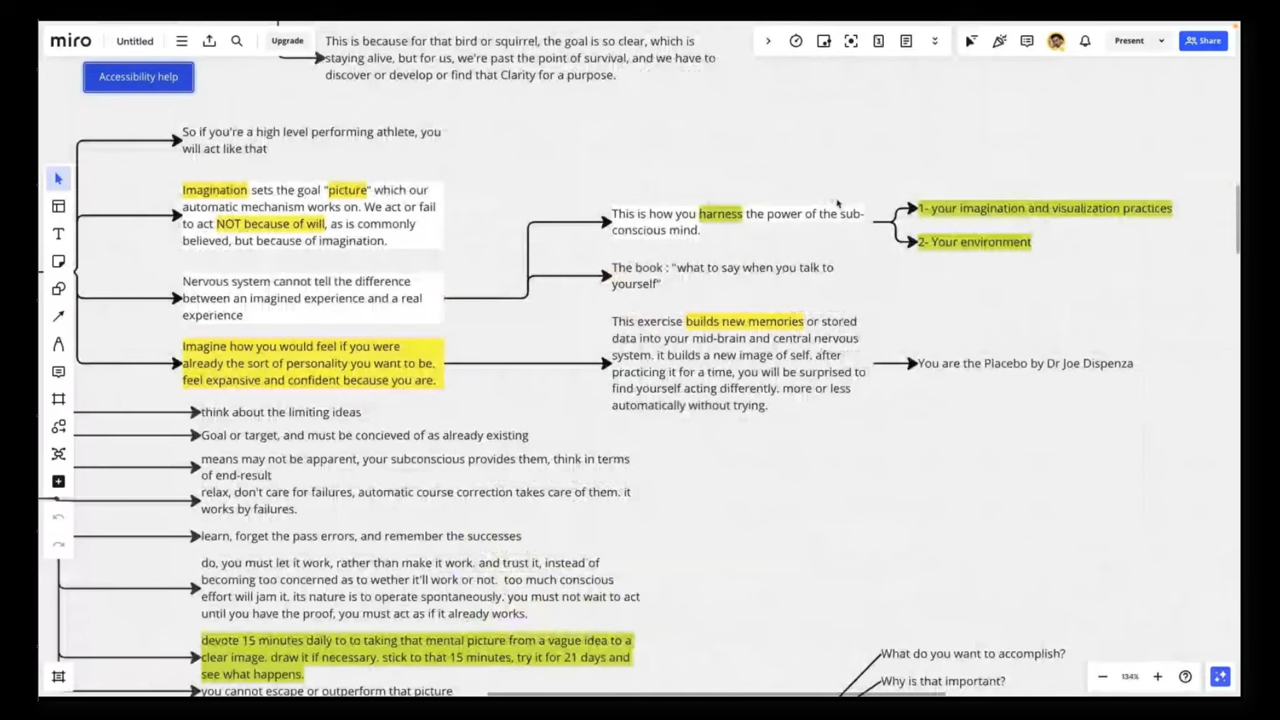 miro
Untitled
Upgrade
Present
Share
Accessibility help
This is because for that bird or squirrel, the goal is so clear, which is
staying alive, but for us, we're past the point of survival, and we have to
discover or develop or find that Clarity for a purpose.
So if you're a high level performing athlete, you
will act like that
Imagination sets the goal "picture" which our
automatic mechanism works on. We act or fail
to act NOT because of will, as is commonly
believed, but because of imagination.
Nervous system cannot tell the difference
between an imagined experience and a real
experience
Imagine how you would feel if you were
already the sort of personality you want to be,
feel expansive and confident because you are.
This is how you harness the power of the sub-
conscious mind.
1- your imagination and visualization practices
2- Your environment
The book : "what to say when you talk to
yourself"
This exercise builds new memories or stored
data into your mid-brain and central nervous
system. it builds a new image of self. after
practicing it for a time, you will be surprised to
find yourself acting differently. more or less
automatically without trying.
You are the Placebo by Dr Joe Dispenza
think about the limiting ideas
Goal or target, and must be concieved of as already existing
means may not be apparent, your subconscious provides them, think in terms
of end-result
relax, don't care for failures, automatic course correction takes care of them. it
works by failures.
learn, forget the pass errors, and remember the successes
do, you must let it work, rather than make it work. and trust it, instead of
becoming too concerned as to wether it'll work or not. too much conscious
effort will jam it. its nature is to operate spontaneously. you must not wait to act
until you have the proof, you must act as if it already works.
devote 15 minutes daily to to taking that mental picture from a vague idea to a
clear image. draw it if necessary. stick to that 15 minutes, try it for 21 days and
see what happens.
you cannot escape or outperform that picture
What do you want to accomplish?
Why is that important?
134%